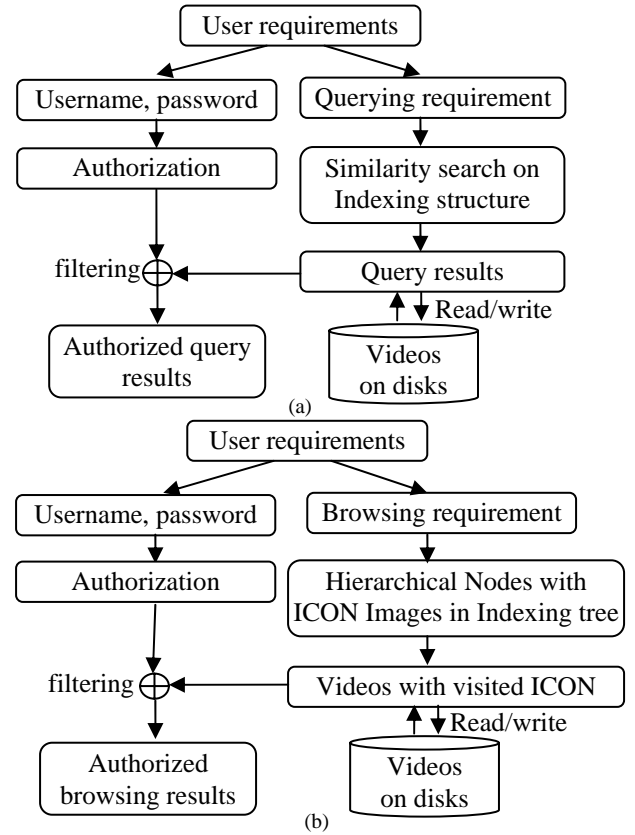 User requirements
Username, password
Querying requirement
Authorization
Similarity search on
Indexing structure
filtering
Query results
Read/write
Authorized query
results
Videos
on disks
(a)
User requirements
Username, password
Browsing requirement
Authorization
Hierarchical Nodes with
ICON Images in Indexing tree
filtering
Videos with visited ICON
Read/write
Authorized
browsing results
Videos
on disks
(b)